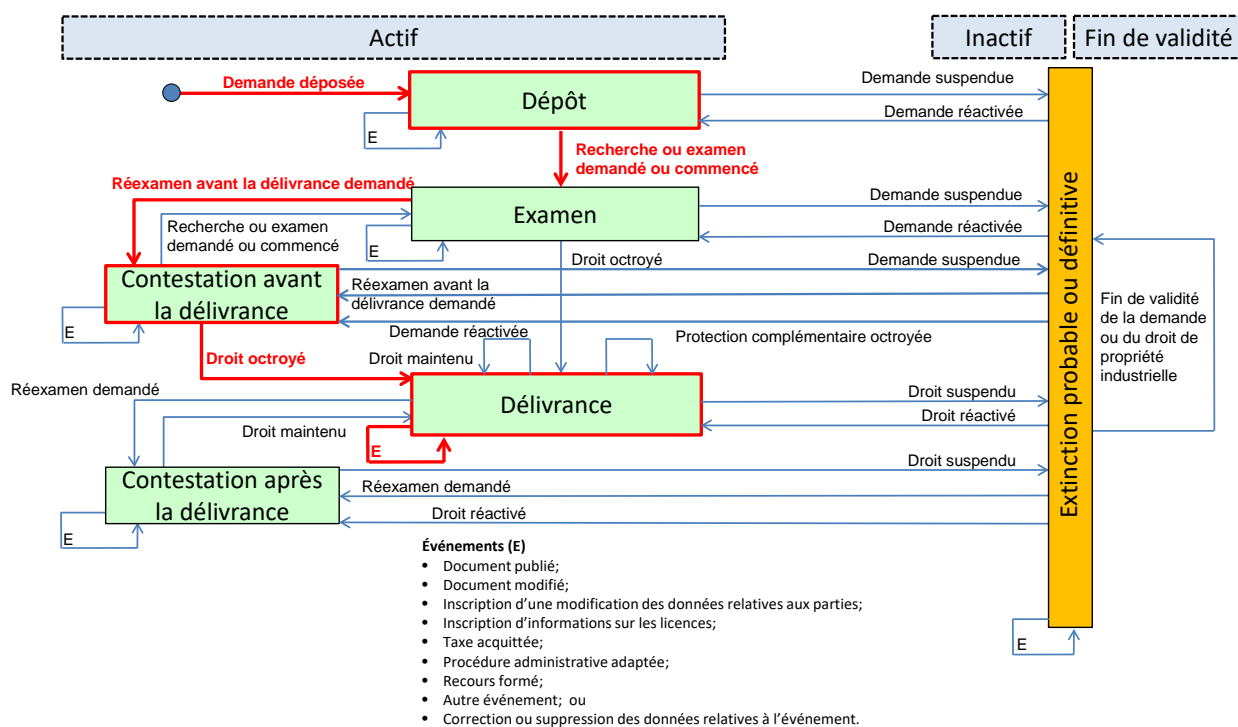 Actif
Inactif
Fin de validité
Demande déposée
Dépôt
Demande suspendue
Demande réactivée
E
Recherche ou examen
demandé ou commencé
Réexamen avant la délivrance demandé
Examen
Demande suspendue
Demande réactivée
Recherche ou examen
demandé ou commencé
E
Contestation avant
la délivrance
Droit octroyé
Demande suspendue
Réexamen avant la
délivrance demandé
E
Demande réactivée
Protection complémentaire octroyée
Droit octroyé
Droit maintenu
Fin de validité
de la demande
ou du droit de
propriété
industrielle
Extinction probable ou définitive
Réexamen demandé
Délivrance
Droit suspendu
Droit réactivé
Droit maintenu
E
Contestation après
la délivrance
Droit suspendu
Réexamen demandé
Droit réactivé
E
Événements (E)
• Document publié;
• Document modifié;
• Inscription d’une modification des données relatives aux parties;
• Inscription d’informations sur les licences;
• Taxe acquittée;
• Procédure administrative adaptée;
• Recours formé;
• Autre événement; ou
• Correction ou suppression des données relatives à l’événement.
E